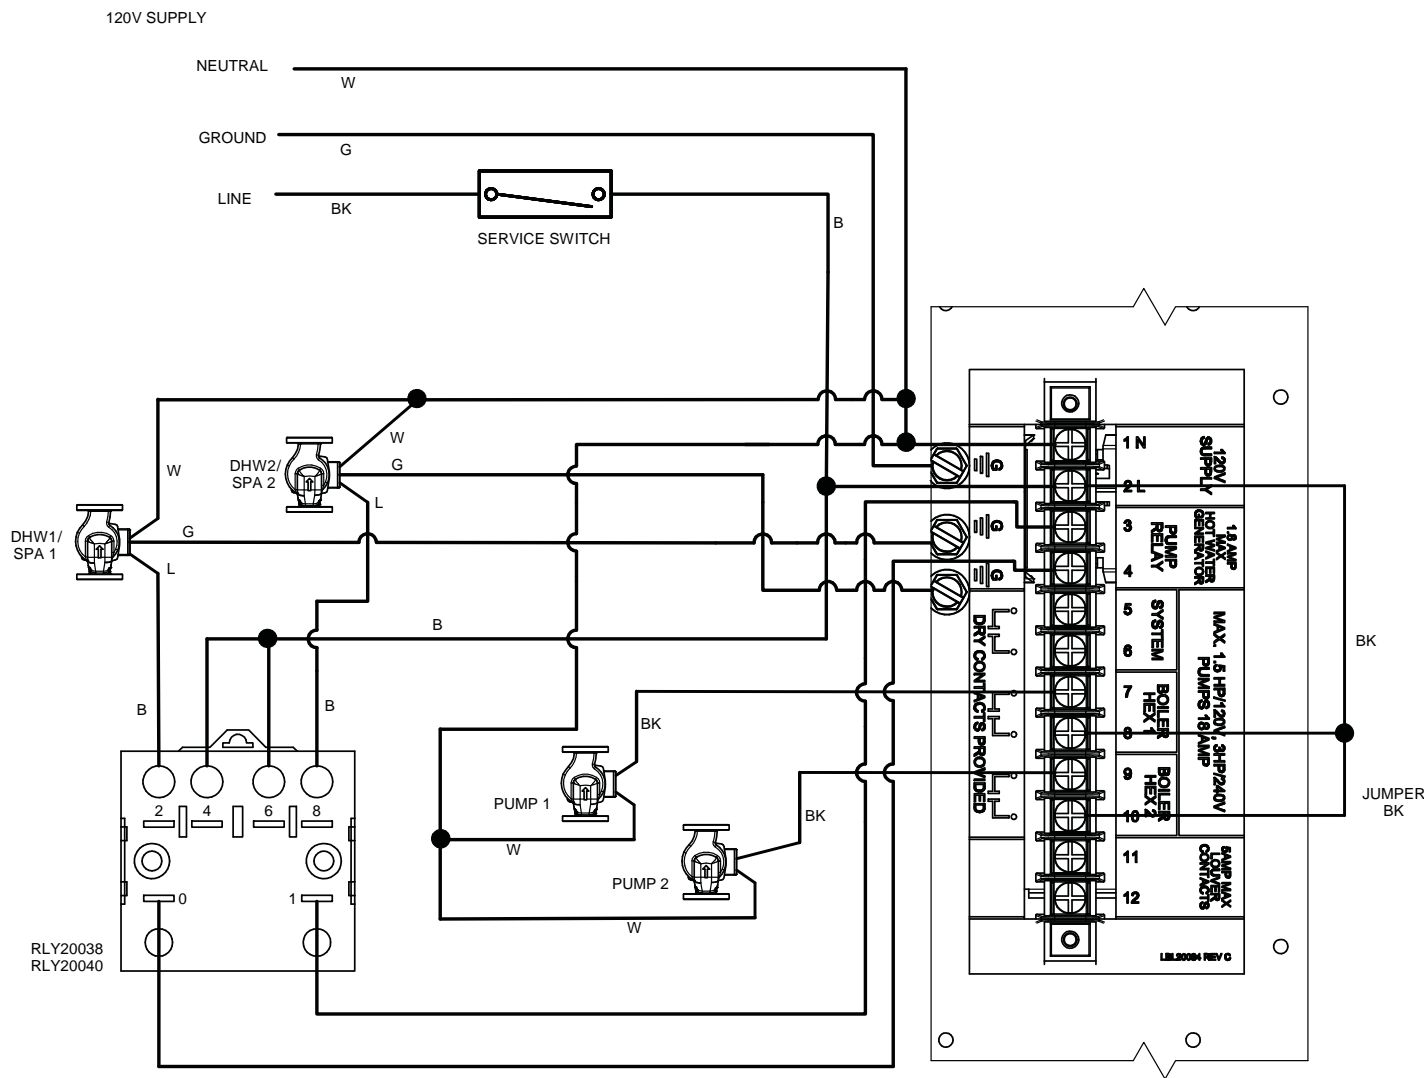 120V SUPPLY
NEUTRAL
W
GROUND
G
LINE
BK
SERVICE SWITCH
B
W
DHW2/
SPA 2
W
G
L
DHW1/
SPA 1
G
L
B
B
B
2
4
6
8
0
1
RLY20038
RLY20040
PUMP 1
BK
W
PUMP 2
BK
W
G
G
G
DRY CONTACTS PROVIDED
1 N
2 L
3
4
5
6
7
8
9
10
11
12
120V
SUPPLY
PUMP
RELAY
1.8 AMP
MAX
HOT WATER
GENERATOR
SYSTEM
BOILER
HEX 1
BOILER
HEX 2
MAX. 1.5 HP/120V, 3HP/240V
PUMPS 18 AMP
5AMP MAX
LOUVER
CONTACTS
LBL20084 REV C
BK
JUMPER
BK